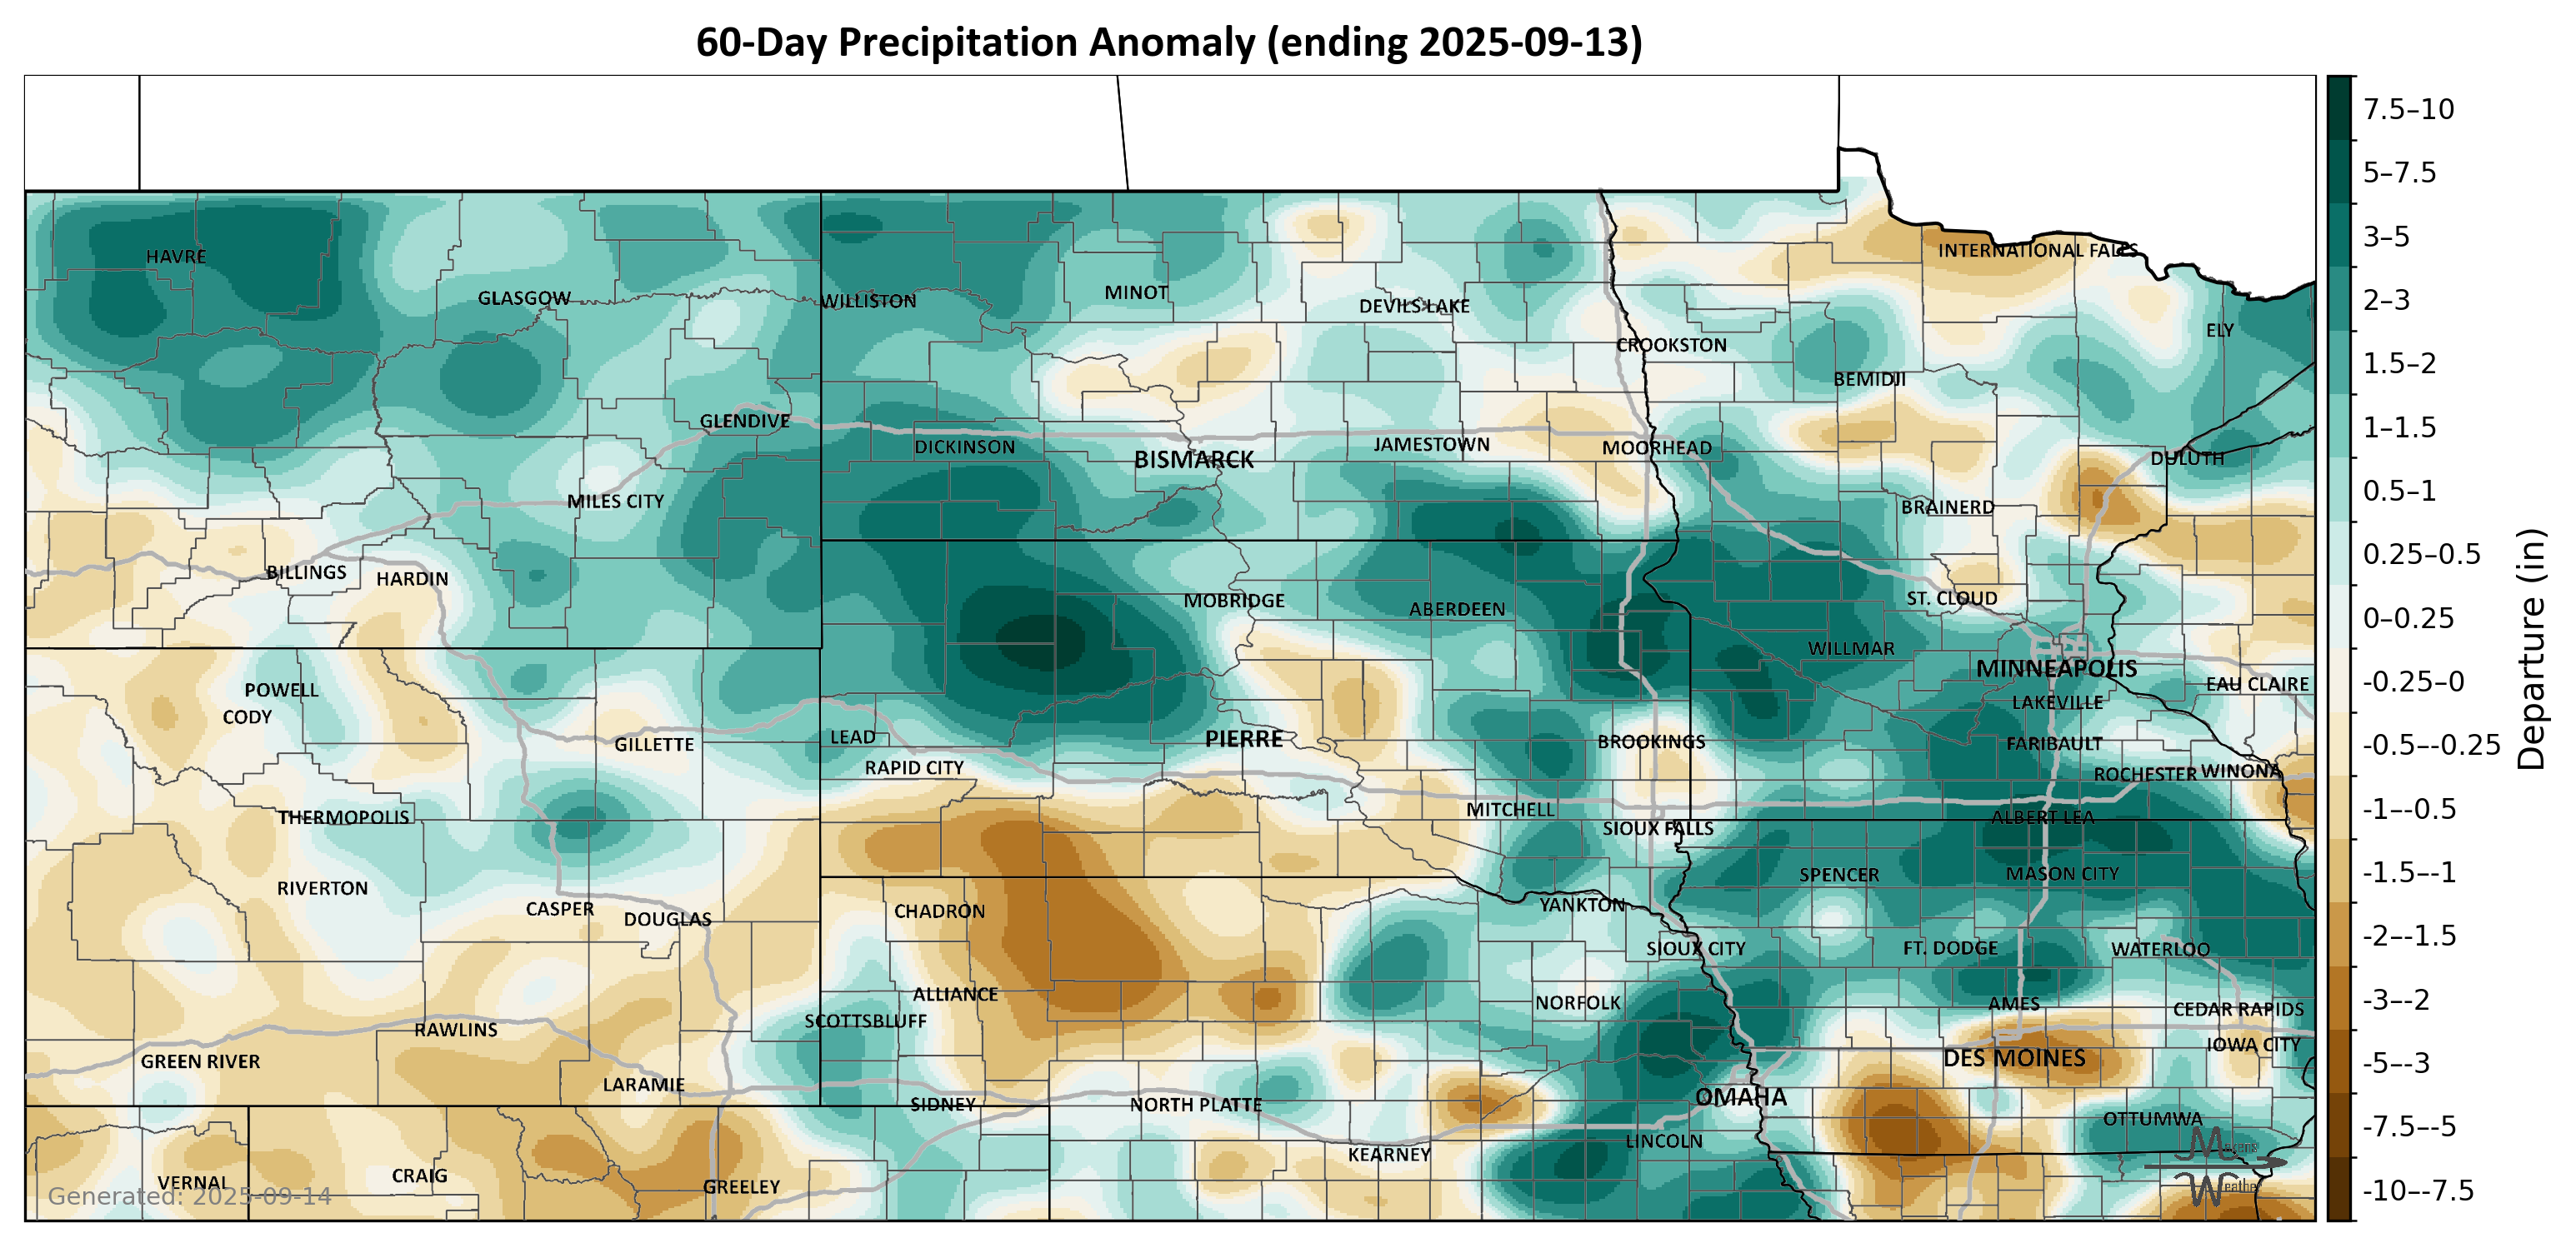 60-Day Precipitation Anomaly (ending 2025-09-13)
HAVRE
GLASGOW
WILLISTON
MINOT
DEVILS LAKE
INTERNATIONAL FALLS
ELY
CROOKSTON
BEMIDJI
GLENDIVE
DICKINSON
BISMARCK
JAMESTOWN
MOORHEAD
DULUTH
MILES CITY
BRAINERD
BILLINGS
HARDIN
MOBRIDGE
ABERDEEN
ST. CLOUD
WILLMAR
MINNEAPOLIS
EAU CLAIRE
POWELL
CODY
LAKEVILLE
GILLETTE
LEAD
PIERRE
BROOKINGS
FARIBAULT
RAPID CITY
ROCHESTER
WINONA
THERMOPOLIS
MITCHELL
SIOUX FALLS
ALBERT LEA
RIVERTON
SPENCER
MASON CITY
CASPER
DOUGLAS
CHADRON
YANKTON
SIOUX CITY
FT. DODGE
WATERLOO
ALLIANCE
NORFOLK
AMES
CEDAR RAPIDS
SCOTTSBLUFF
RAWLINS
IOWA CITY
GREEN RIVER
DES MOINES
LARAMIE
SIDNEY
NORTH PLATTE
OMAHA
OTTUMWA
LINCOLN
KEARNEY
VERNAL
CRAIG
GREELEY
Generated: 2025-09-14
Weather
7.5–10
5–7.5
3–5
2–3
1.5–2
1–1.5
0.5–1
0.25–0.5
0–0.25
-0.25–0
-0.5–-0.25
-1–-0.5
-1.5–-1
-2–-1.5
-3–-2
-5–-3
-7.5–-5
-10–-7.5
Departure (in)